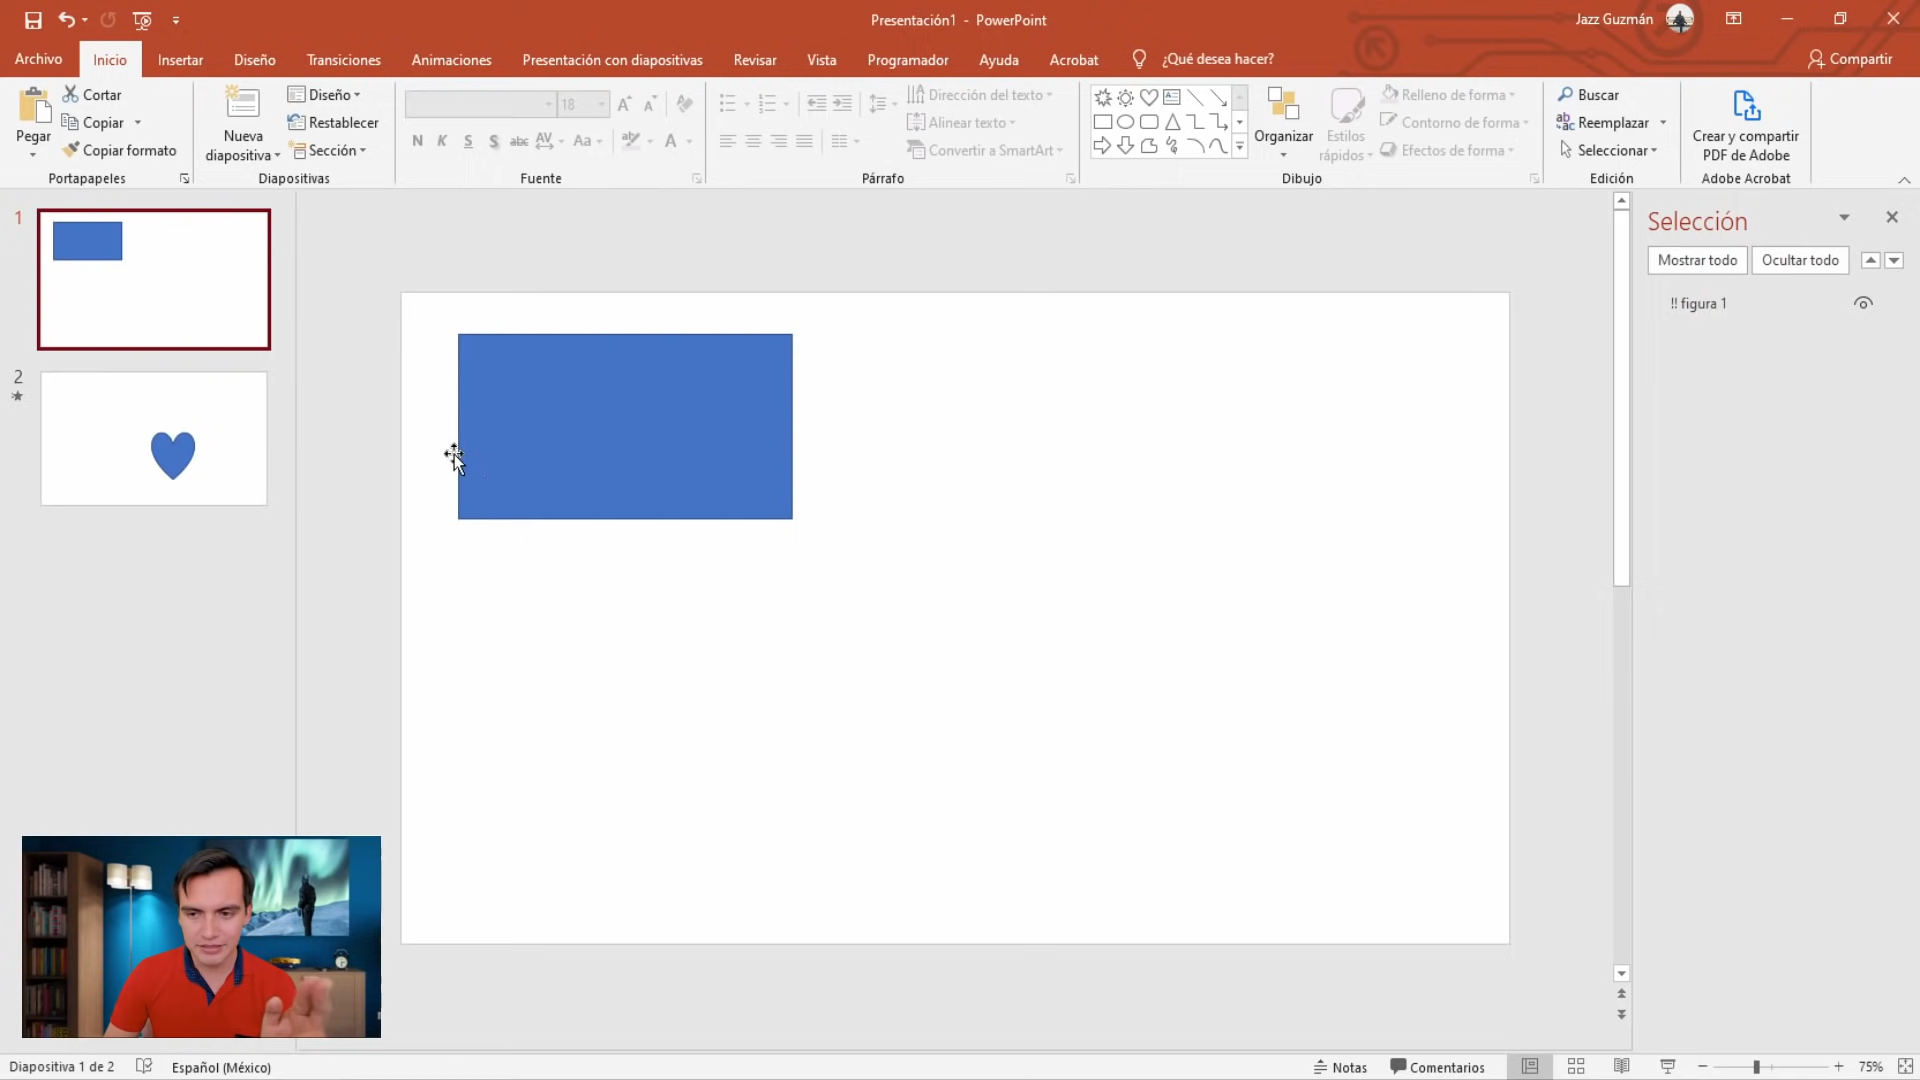 Presentación1 - PowerPoint
Jazz Guzmán
Archivo
Inicio
Insertar
Diseño
Transiciones
Animaciones
Presentación con diapositivas
Revisar
Vista
Programador
Ayuda
Acrobat
¿Qué desea hacer?
Compartir
Pegar
Cortar
Copiar
Copiar formato
Portapapeles
Nueva
diapositiva
Diseño
Restablecer
Sección
Diapositivas
18
N K S S abc AV Aa A
Fuente
Dirección del texto
Alinear texto
Convertir a SmartArt
Párrafo
Organizar
Estilos
rápidos
Relleno de forma
Contorno de forma
Efectos de forma
Dibujo
Buscar
Reemplazar
Seleccionar
Edición
Crear y compartir
PDF de Adobe
Adobe Acrobat
1
2
Selección
Mostrar todo
Ocultar todo
!! figura 1
Diapositiva 1 de 2
Español (México)
Notas
Comentarios
75%